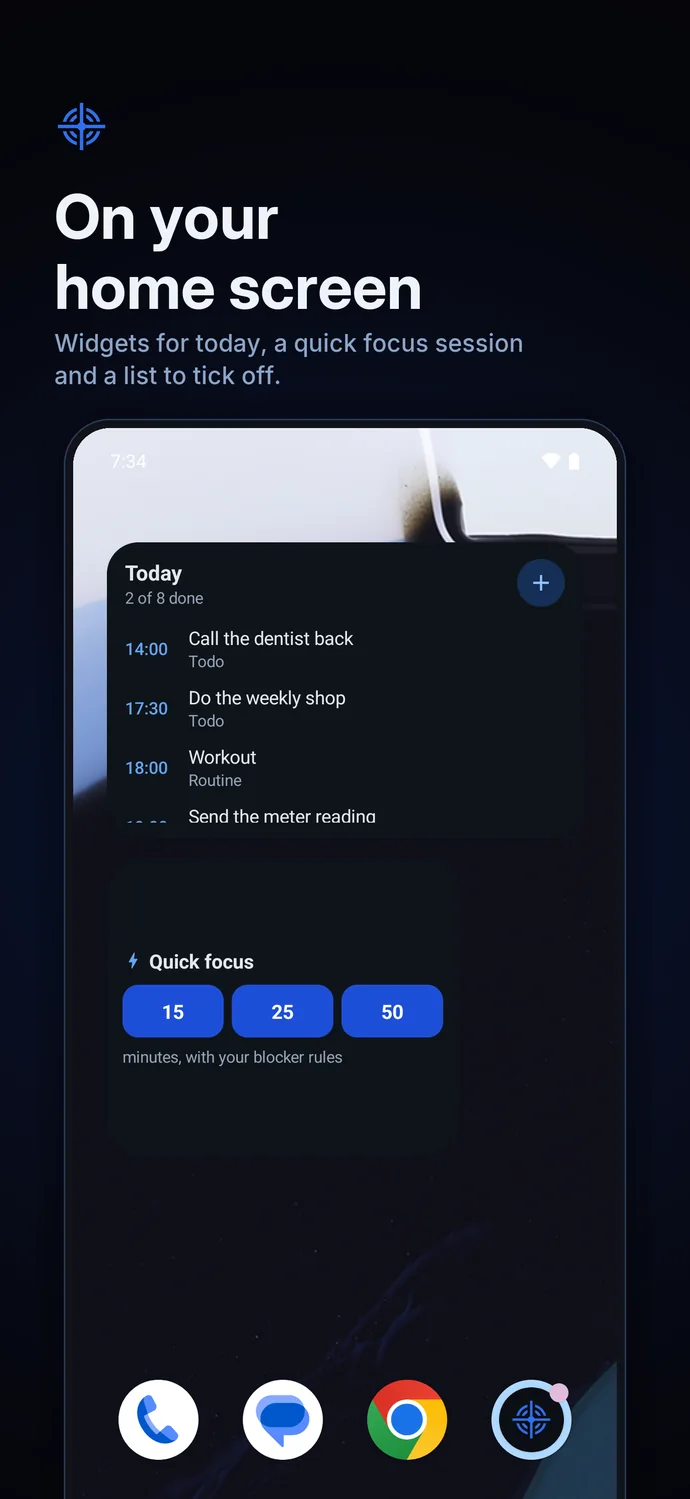 On your
home screen
Widgets for today, a quick focus session
and a list to tick off.
7:34
Today
2 of 8 done
14:00
Call the dentist back
Todo
17:30
Do the weekly shop
Todo
18:00
Workout
Routine
Send the meter reading
Quick focus
15
25
50
minutes, with your blocker rules